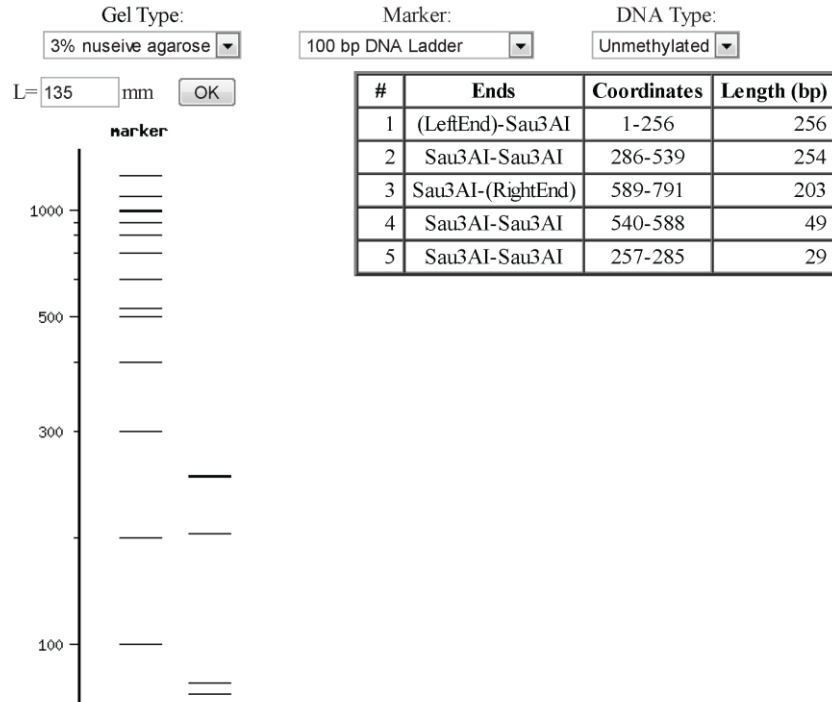 Gel Type: Marker: DNA Type:
3% nuseive agarose 100 bp DNA Ladder Unmethylated
L= 135 mm OK
# Ends Coordinates Length (bp)
1 (LeftEnd)-Sau3AI 1-256 256
2 Sau3AI-Sau3AI 286-539 254
3 Sau3AI-(RightEnd) 589-791 203
4 Sau3AI-Sau3AI 540-588 49
5 Sau3AI-Sau3AI 257-285 29
marker
1000
500
300
100